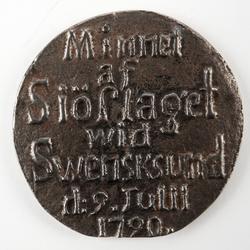 Minnet
af
Siöslaget
wid
Swensksund
d: 9. Julii
1790.